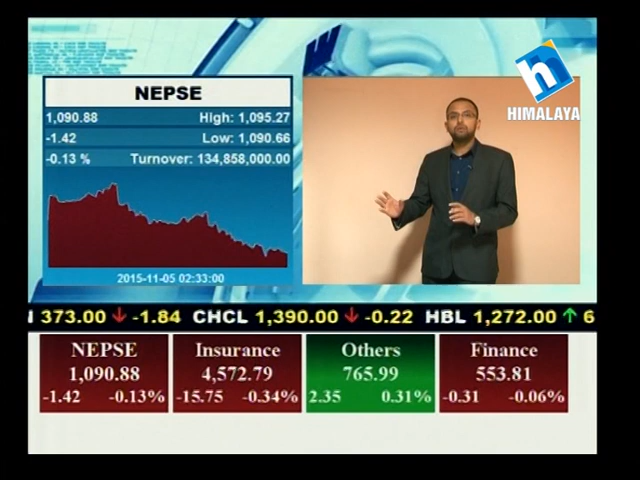 HIMALAYA
NEPSE
1,090.88 High: 1,095.27
-1.42 Low: 1,090.66
-0.13 % Turnover: 134,858,000.00
2015-11-05 02:33:00
373.00 -1.84 CHCL 1,390.00 -0.22 HBL 1,272.00 6
NEPSE
1,090.88
-1.42 -0.13%
Insurance
4,572.79
-15.75 -0.34%
Others
765.99
2.35 0.31%
Finance
553.81
-0.31 -0.06%